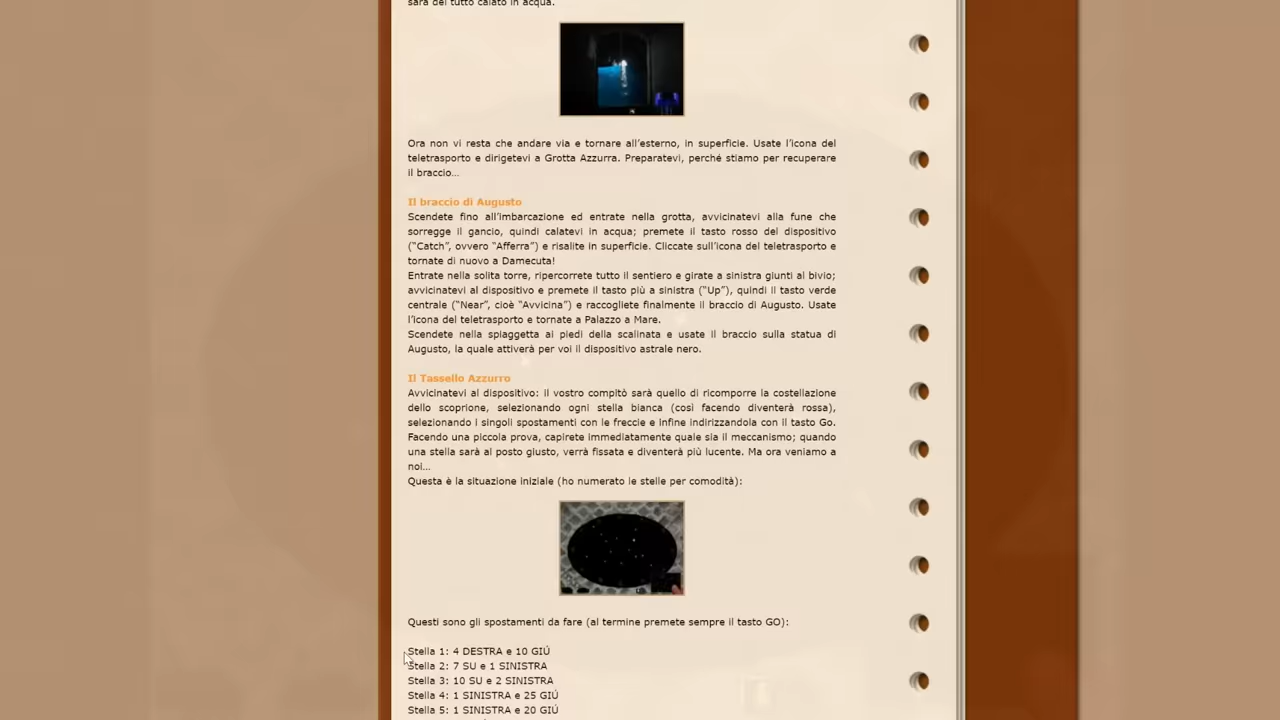 sarà del tutto calato in acqua.
Ora non vi resta che andare via e tornare all'esterno, in superficie. Usate l'icona del
teletrasporto e dirigetevi a Grotta Azzurra. Preparatevi, perché stiamo per recuperare
il braccio...
Il braccio di Augusto
Scendete fino all'imbarcazione ed entrate nella grotta, avvicinatevi alla fune che
sorregge il gancio, quindi calatevi in acqua; premete il tasto rosso del dispositivo
("Catch", ovvero "Afferra") e risalite in superficie. Cliccate sull'icona del teletrasporto e
tornate di nuovo a Damecuta!
Entrate nella solita torre, ripercorrete tutto il sentiero e girate a sinistra giunti al bivio;
avvicinatevi al dispositivo e premete il tasto più a sinistra ("Up"), quindi il tasto verde
centrale ("Near", cioè "Avvicina") e raccogliete finalmente il braccio di Augusto. Usate
l'icona del teletrasporto e tornate a Palazzo a Mare.
Scendete nella spiaggetta ai piedi della scalinata e usate il braccio sulla statua di
Augusto, la quale attiverà per voi il dispositivo astrale nero.
Il Tassello Azzurro
Avvicinatevi al dispositivo: il vostro compitò sarà quello di ricomporre la costellazione
dello scoprione, selezionando ogni stella bianca (così facendo diventerà rossa),
selezionando i singoli spostamenti con le freccie e infine indirizzandola con il tasto Go.
Facendo una piccola prova, capirete immediatamente quale sia il meccanismo; quando
una stella sarà al posto giusto, verrà fissata e diventerà più lucente. Ma ora veniamo a
noi...
Questa è la situazione iniziale (ho numerato le stelle per comodità):
Questi sono gli spostamenti da fare (al termine premete sempre il tasto GO):
Stella 1: 4 DESTRA e 10 GIÚ
Stella 2: 7 SU e 1 SINISTRA
Stella 3: 10 SU e 2 SINISTRA
Stella 4: 1 SINISTRA e 25 GIÚ
Stella 5: 1 SINISTRA e 20 GIÚ